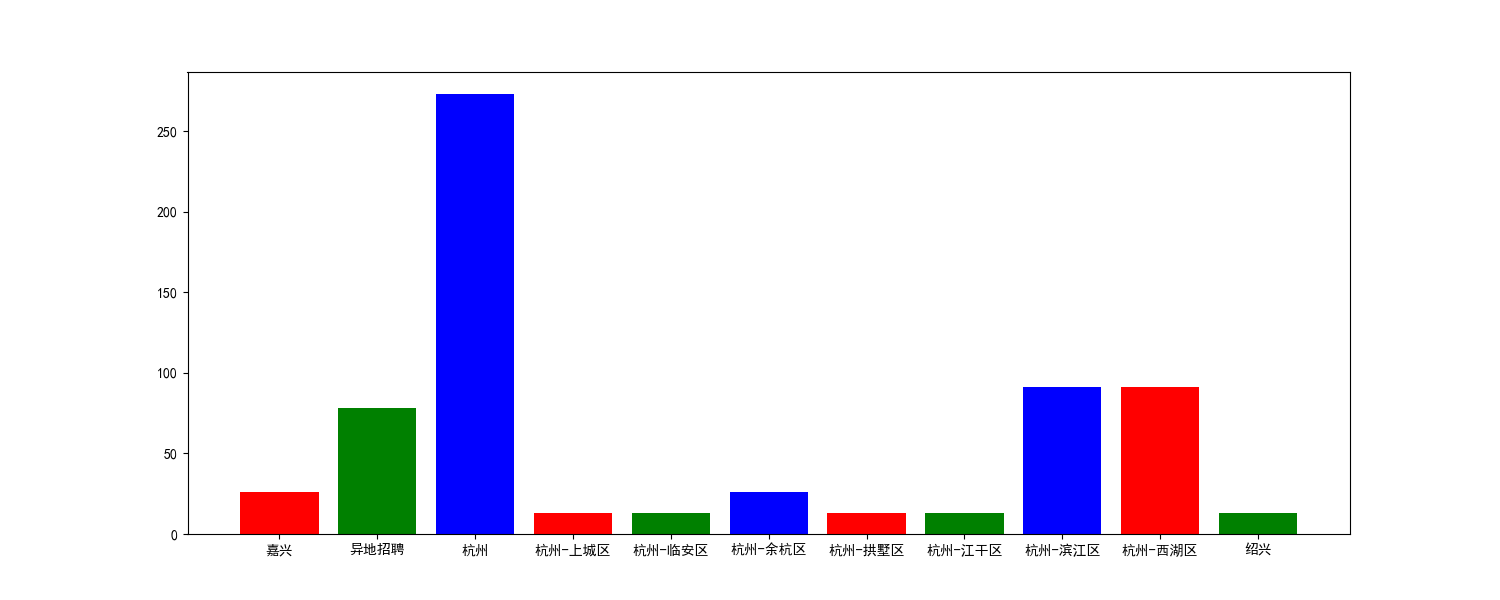 250
200
150
100
50
0
嘉兴
异地招聘
杭州
杭州-上城区
杭州-临安区
杭州-余杭区
杭州-拱墅区
杭州-江干区
杭州-滨江区
杭州-西湖区
绍兴